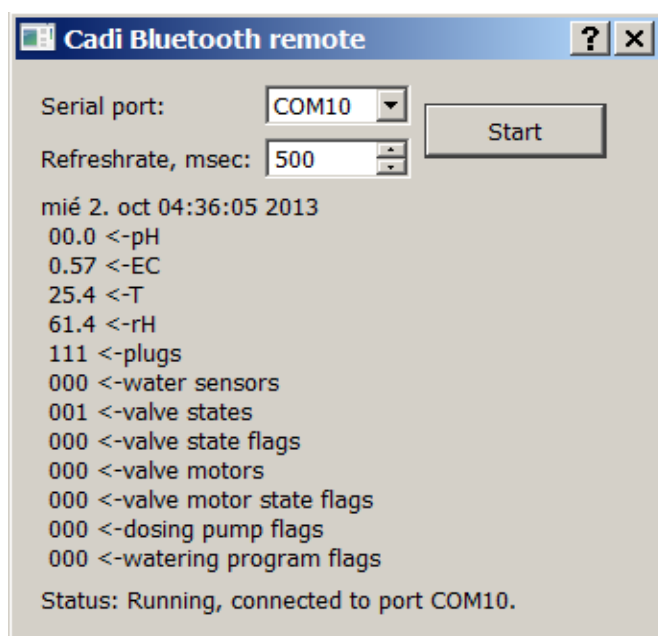 Cadi Bluetooth remote
Serial port: COM10
Start
Refreshrate, msec: 500
mié 2. oct 04:36:05 2013
00.0 <-pH
0.57 <-EC
25.4 <-T
61.4 <-rH
111 <-plugs
000 <-water sensors
001 <-valve states
000 <-valve state flags
000 <-valve motors
000 <-valve motor state flags
000 <-dosing pump flags
000 <-watering program flags
Status: Running, connected to port COM10.